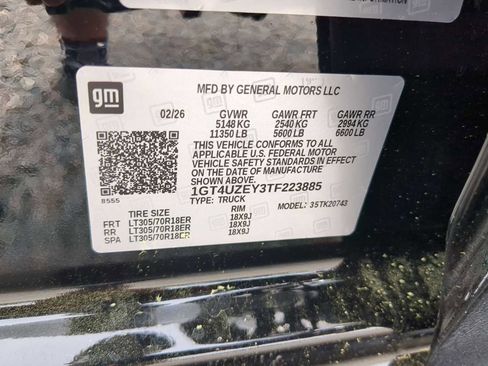 INFORMATION
gm
MFD BY GENERAL MOTORS LLC
02/26 GVWR GAWR FRT GAWR RR
5148 KG 2540 KG 2994 KG
11350 LB 5600 LB 6600 LB
THIS VEHICLE CONFORMS TO ALL
APPLICABLE U.S. FEDERAL MOTOR
VEHICLE SAFETY STANDARDS IN EFFECT
ON THE DATE OF MANUFACTURE
SHOWN ABOVE.
1GT4UZEY3TF223885
8555
TYPE: TRUCK MODEL: 35TK20743
TIRE SIZE RIM
FRT LT305/70R18ER 18X9J
RR LT305/70R18ER 18X9J
SPA LT305/70R18ER 18X9J